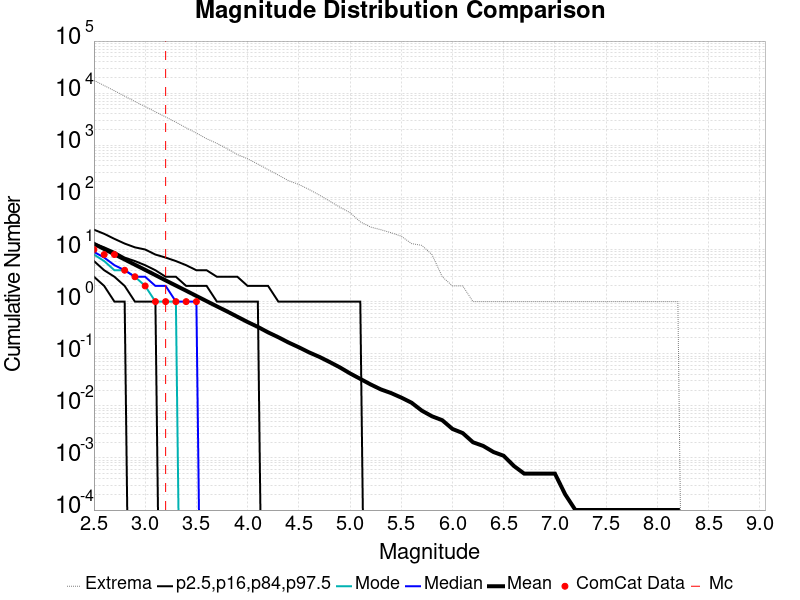 Magnitude Distribution Comparison
10^5
10^4
10^3
10^2
10^1
10^0
10^-1
10^-2
10^-3
10^-4
Cumulative Number
2.5 3.0 3.5 4.0 4.5 5.0 5.5 6.0 6.5 7.0 7.5 8.0 8.5 9.0
Magnitude
Extrema p2.5,p16,p84,p97.5 Mode Median Mean ComCat Data Mc